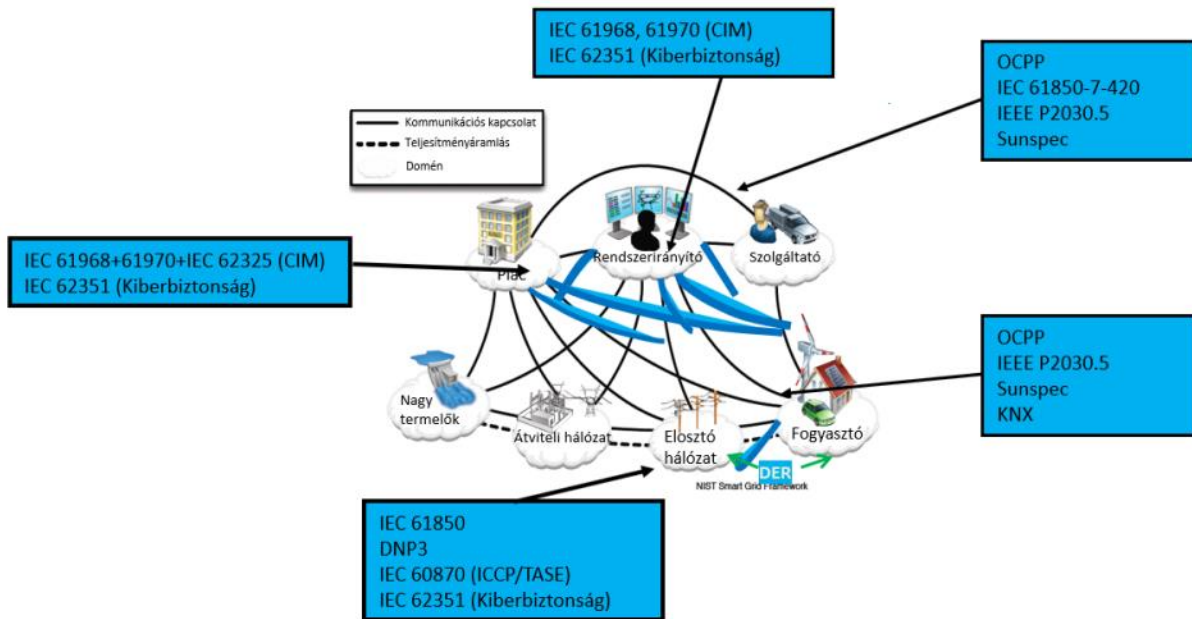 IEC 61968, 61970 (CIM)
IEC 62351 (Kiberbiztonság)
OCPP
IEC 61850-7-420
IEEE P2030.5
Sunspec
Kommunikációs kapcsolat
Teljesítményáramlás
Domén
IEC 61968+61970+IEC 62325 (CIM)
IEC 62351 (Kiberbiztonság)
Piac
Rendszerirányító
Szolgáltató
OCPP
IEEE P2030.5
Sunspec
KNX
Nagy
termelők
Átviteli hálózat
Elosztó
hálózat
Fogyasztó
DER
NIST Smart Grid Framework
IEC 61850
DNP3
IEC 60870 (ICCP/TASE)
IEC 62351 (Kiberbiztonság)